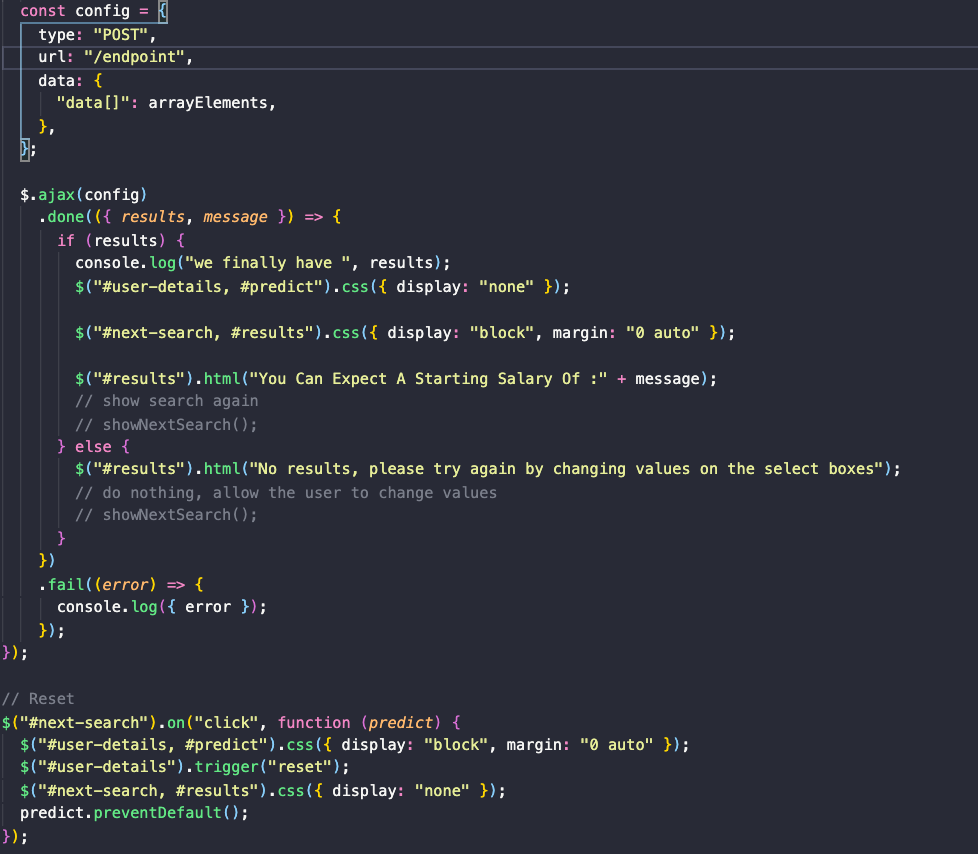 const config = {
  type: "POST",
  url: "/endpoint",
  data: {
    "data[]": arrayElements,
  },
};

$.ajax(config)
  .done(({ results, message }) => {
    if (results) {
      console.log("we finally have ", results);
      $("#user-details, #predict").css({ display: "none" });

      $("#next-search, #results").css({ display: "block", margin: "0 auto" });

      $("#results").html("You Can Expect A Starting Salary Of :" + message);
      // show search again
      // showNextSearch();
    } else {
      $("#results").html("No results, please try again by changing values on the select boxes");
      // do nothing, allow the user to change values
      // showNextSearch();
    }
  })
  .fail((error) => {
    console.log({ error });
  });
});

// Reset
$("#next-search").on("click", function (predict) {
  $("#user-details, #predict").css({ display: "block", margin: "0 auto" });
  $("#user-details").trigger("reset");
  $("#next-search, #results").css({ display: "none" });
  predict.preventDefault();
});